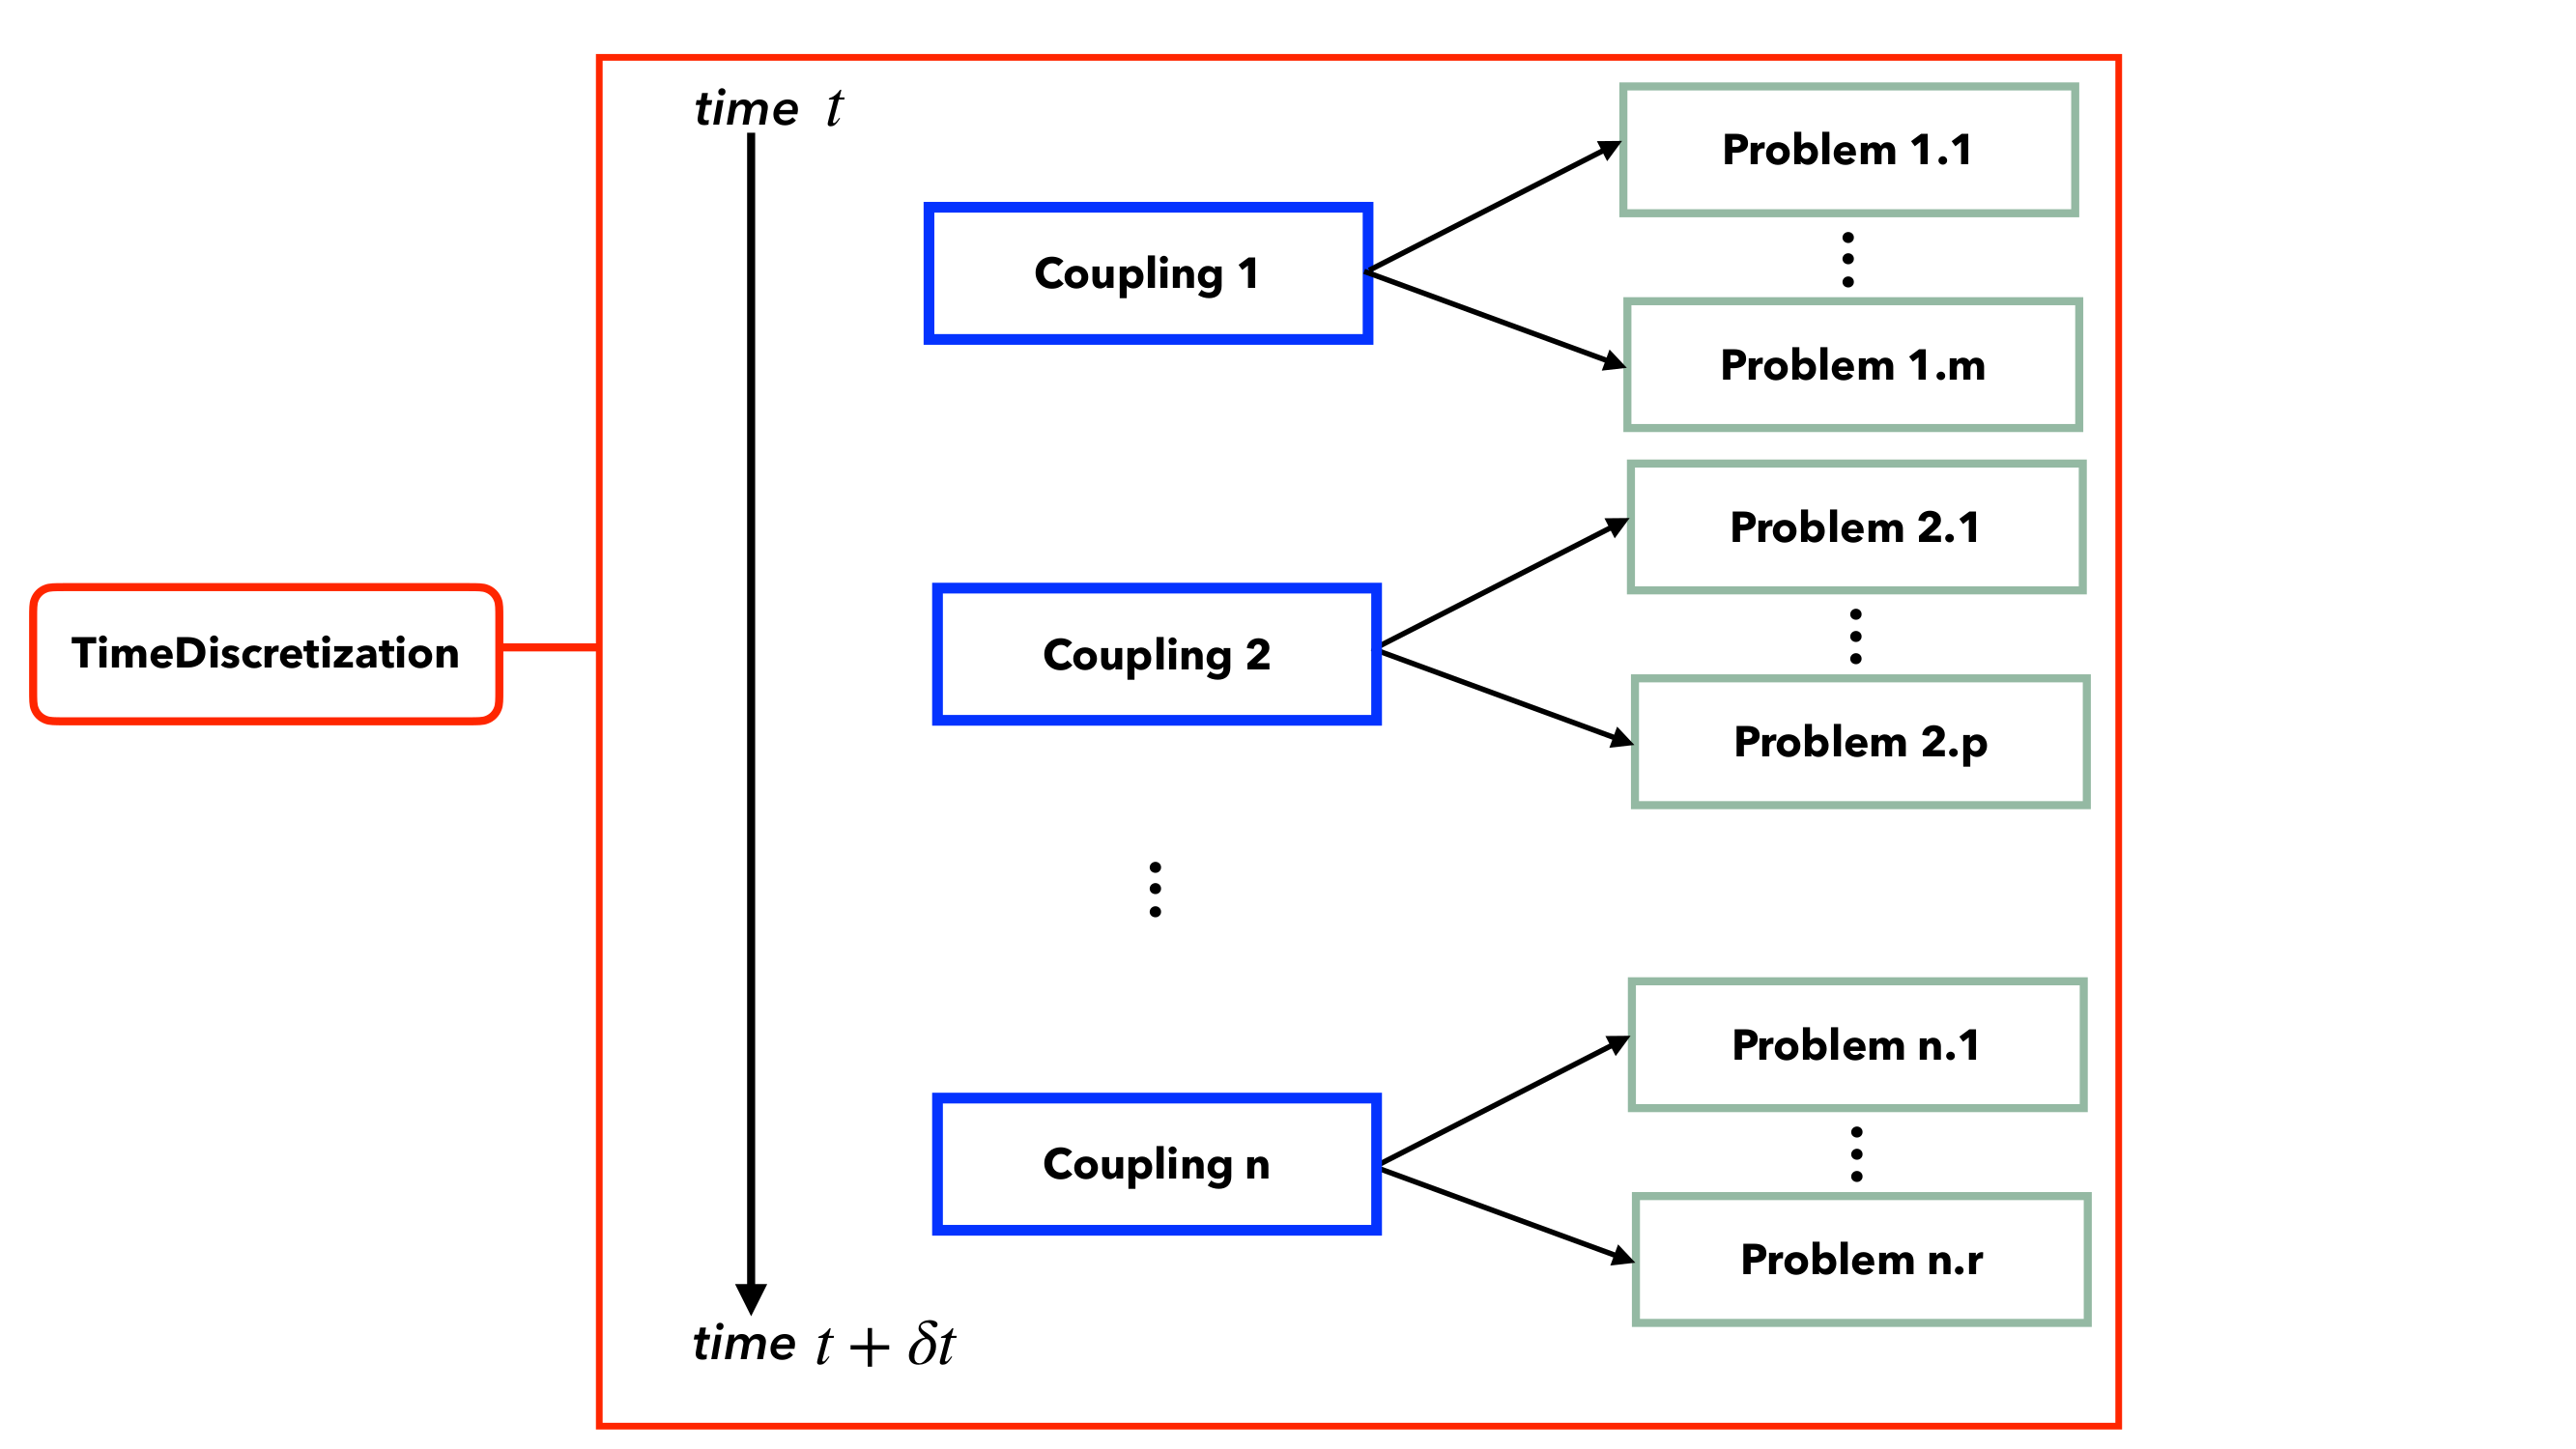 time t
Problem 1.1
Coupling 1
Problem 1.m
Problem 2.1
TimeDiscretization
Coupling 2
Problem 2.p
Problem n.1
Coupling n
Problem n.r
time t + δt